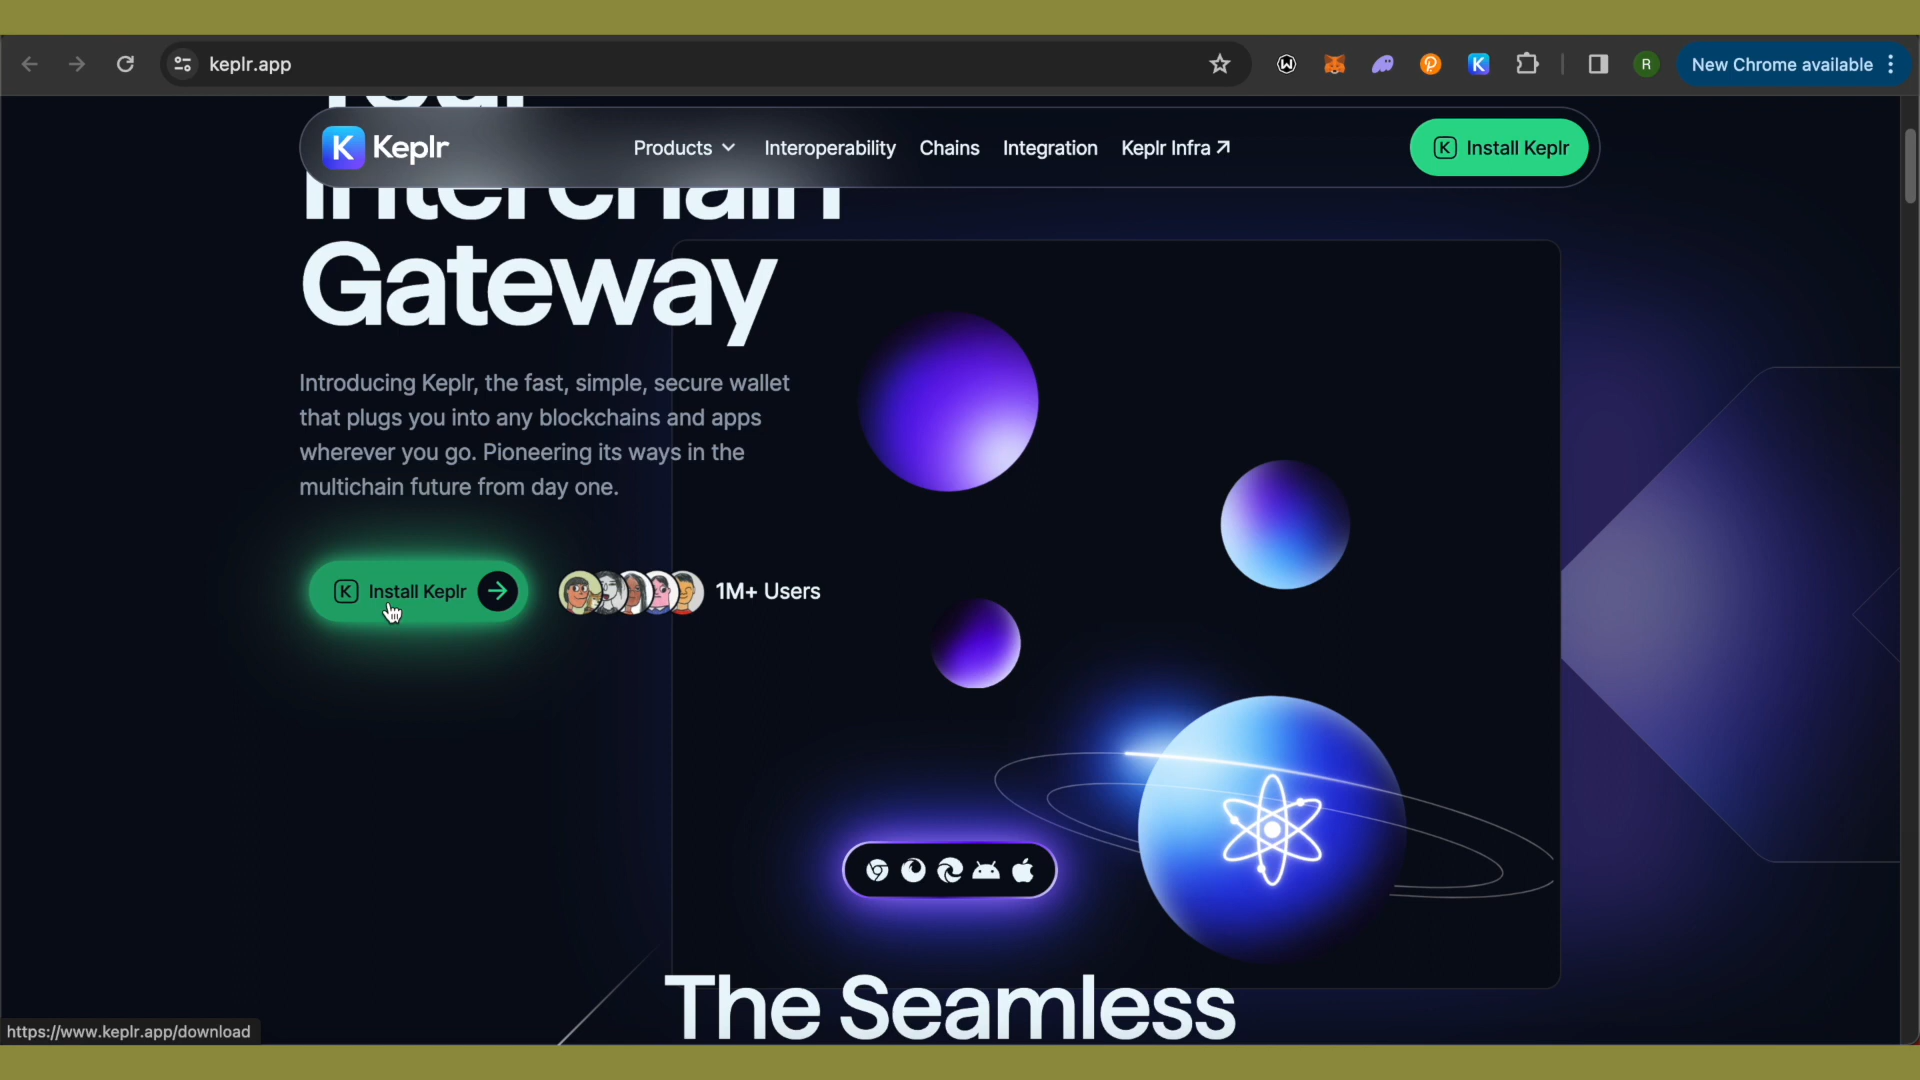 keplr.app
R
New Chrome available
Your
K Keplr
Products
Interoperability
Chains
Integration
Keplr Infra
K Install Keplr
Interchain
Gateway
Introducing Keplr, the fast, simple, secure wallet
that plugs you into any blockchains and apps
wherever you go. Pioneering its ways in the
multichain future from day one.
K Install Keplr
1M+ Users
The Seamless
https://www.keplr.app/download